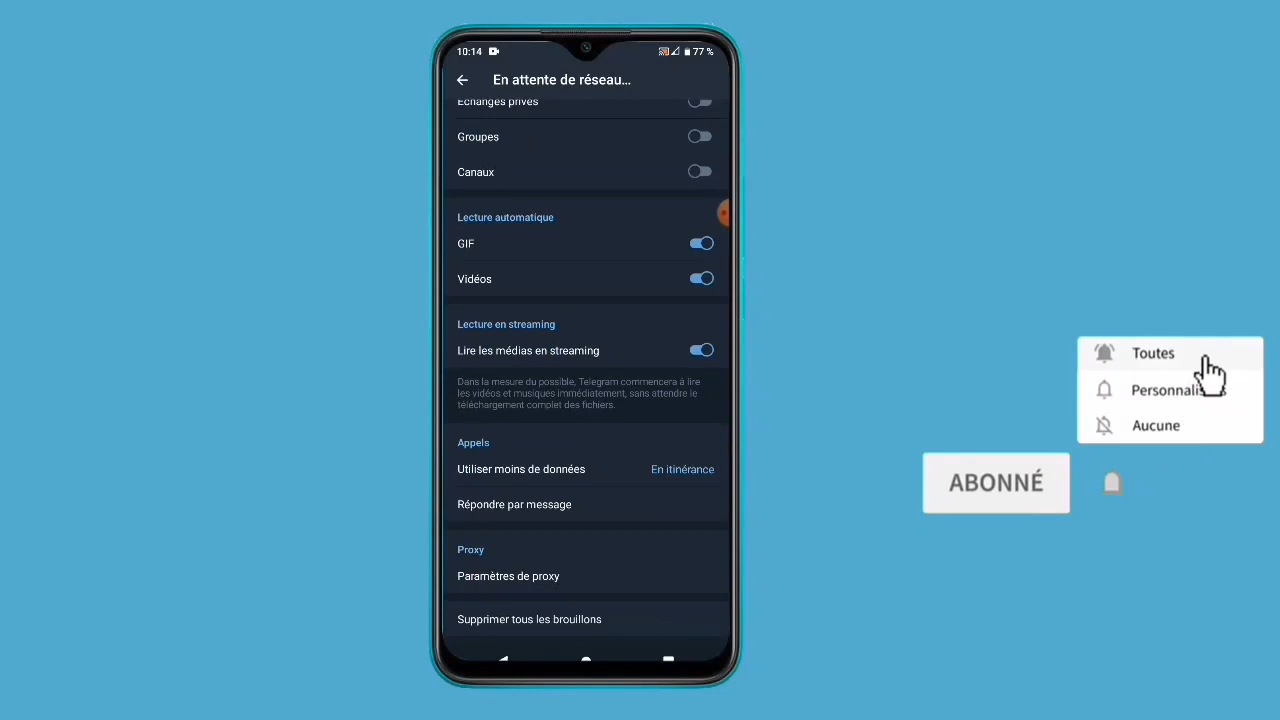 10:14
77 %
En attente de réseau…
Échanges privés
Groupes
Canaux
Lecture automatique
GIF
Vidéos
Lecture en streaming
Lire les médias en streaming
Dans la mesure du possible, Telegram commencera à lire
les vidéos et musiques immédiatement, sans attendre le
téléchargement complet des fichiers.
Appels
Utiliser moins de données
En itinérance
Répondre par message
Proxy
Paramètres de proxy
Supprimer tous les brouillons
Toutes
Aucune
ABONNÉ